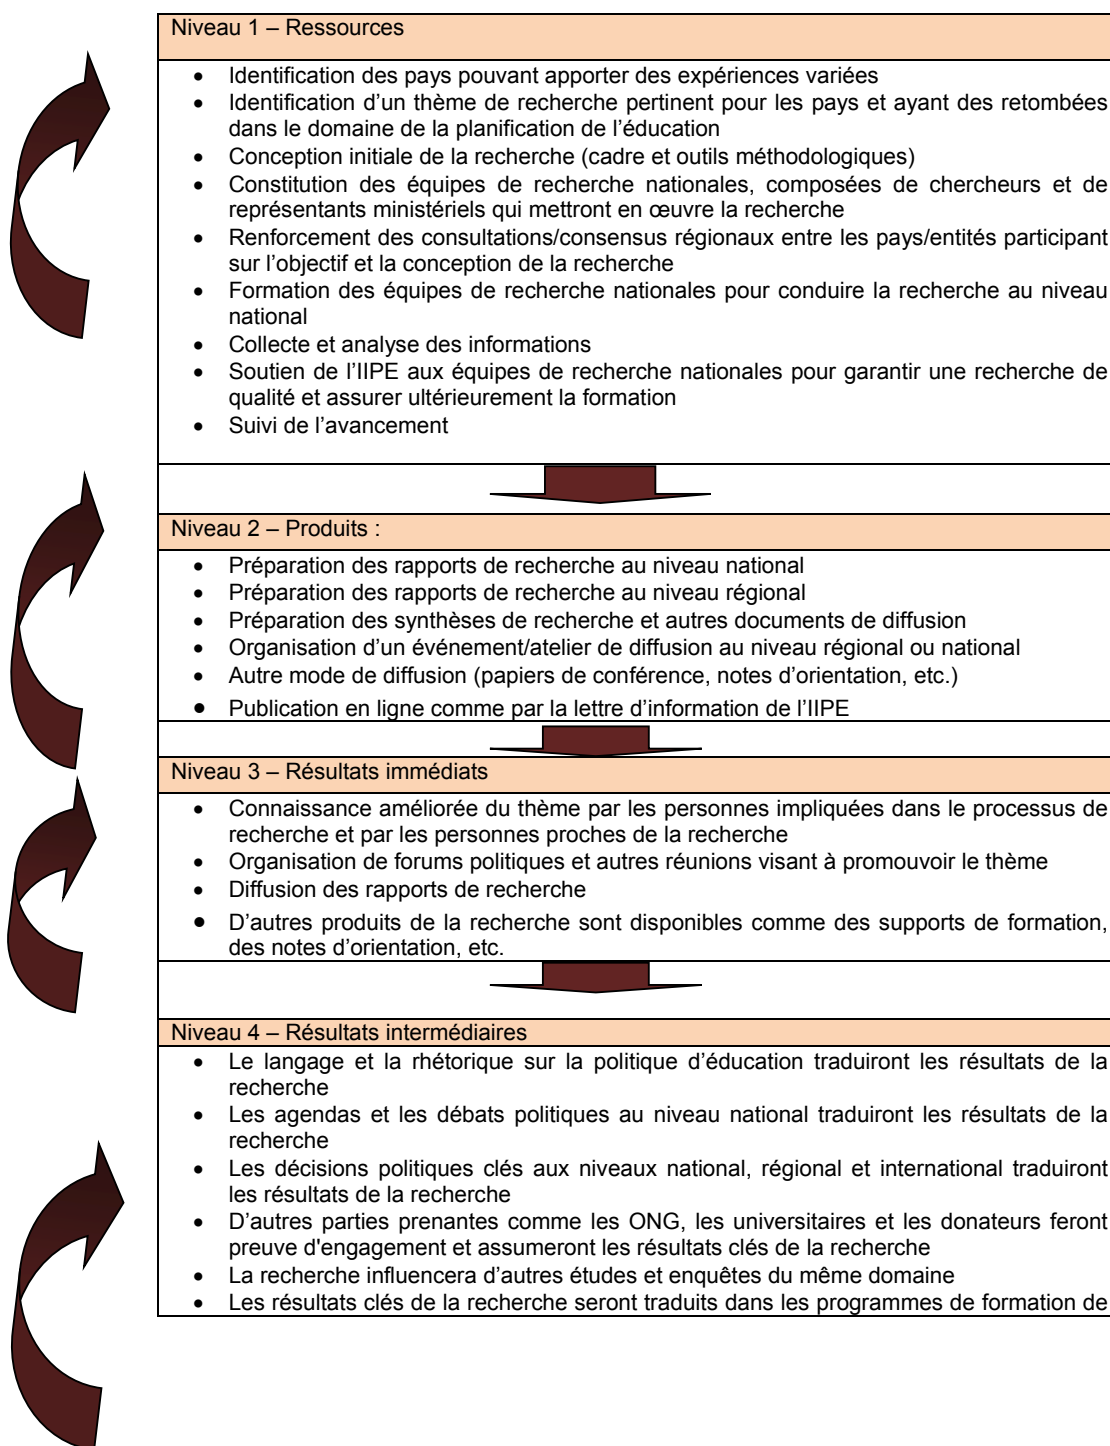 Niveau 1 – Ressources
• Identification des pays pouvant apporter des expériences variées
• Identification d’un thème de recherche pertinent pour les pays et ayant des retombées
dans le domaine de la planification de l’éducation
• Conception initiale de la recherche (cadre et outils méthodologiques)
• Constitution des équipes de recherche nationales, composées de chercheurs et de
représentants ministériels qui mettront en œuvre la recherche
• Renforcement des consultations/consensus régionaux entre les pays/entités participant
sur l’objectif et la conception de la recherche
• Formation des équipes de recherche nationales pour conduire la recherche au niveau
national
• Collecte et analyse des informations
• Soutien de l’IIPE aux équipes de recherche nationales pour garantir une recherche de
qualité et assurer ultérieurement la formation
• Suivi de l’avancement
Niveau 2 – Produits :
• Préparation des rapports de recherche au niveau national
• Préparation des rapports de recherche au niveau régional
• Préparation des synthèses de recherche et autres documents de diffusion
• Organisation d’un événement/atelier de diffusion au niveau régional ou national
• Autre mode de diffusion (papiers de conférence, notes d’orientation, etc.)
• Publication en ligne comme par la lettre d’information de l’IIPE
Niveau 3 – Résultats immédiats
• Connaissance améliorée du thème par les personnes impliquées dans le processus de
recherche et par les personnes proches de la recherche
• Organisation de forums politiques et autres réunions visant à promouvoir le thème
• Diffusion des rapports de recherche
• D’autres produits de la recherche sont disponibles comme des supports de formation,
des notes d’orientation, etc.
Niveau 4 – Résultats intermédiaires
• Le langage et la rhétorique sur la politique d’éducation traduiront les résultats de la
recherche
• Les agendas et les débats politiques au niveau national traduiront les résultats de la
recherche
• Les décisions politiques clés aux niveaux national, régional et international traduiront
les résultats de la recherche
• D’autres parties prenantes comme les ONG, les universitaires et les donateurs feront
preuve d'engagement et assumeront les résultats clés de la recherche
• La recherche influencera d’autres études et enquêtes du même domaine
• Les résultats clés de la recherche seront traduits dans les programmes de formation de